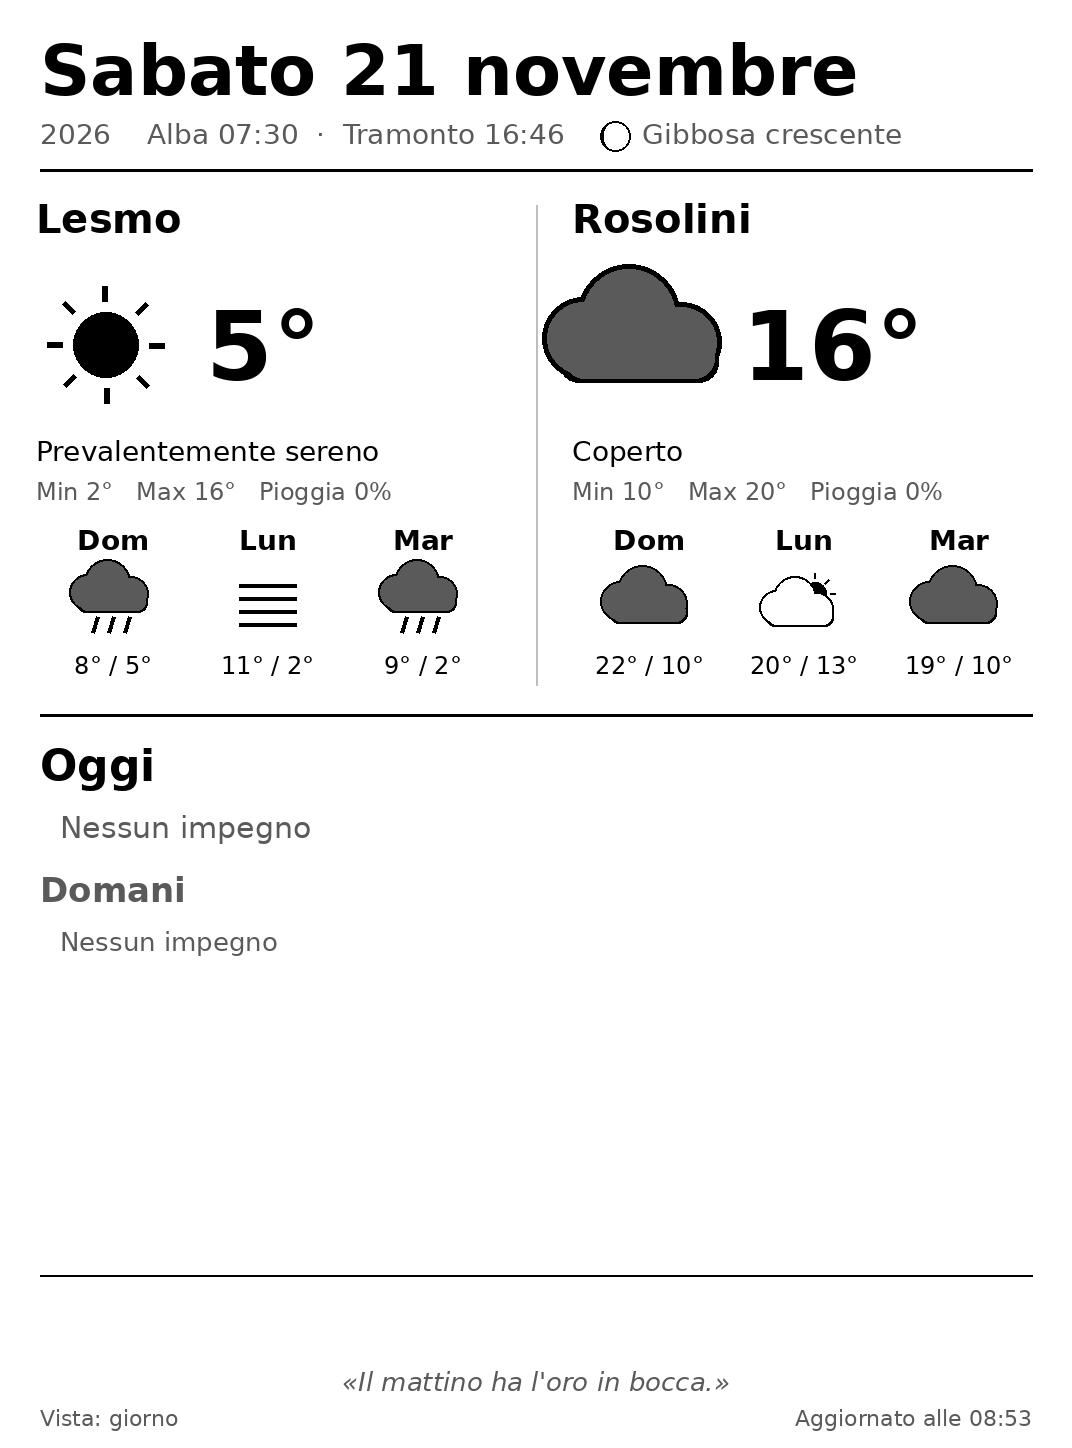 Sabato 21 novembre
2026 Alba 07:30 · Tramonto 16:46 Gibbosa crescente
Lesmo
5°
Prevalentemente sereno
Min 2° Max 16° Pioggia 0%
Dom Lun Mar
8° / 5° 11° / 2° 9° / 2°
Rosolini
16°
Coperto
Min 10° Max 20° Pioggia 0%
Dom Lun Mar
22° / 10° 20° / 13° 19° / 10°
Oggi
Nessun impegno
Domani
Nessun impegno
«Il mattino ha l'oro in bocca.»
Vista: giorno
Aggiornato alle 08:53